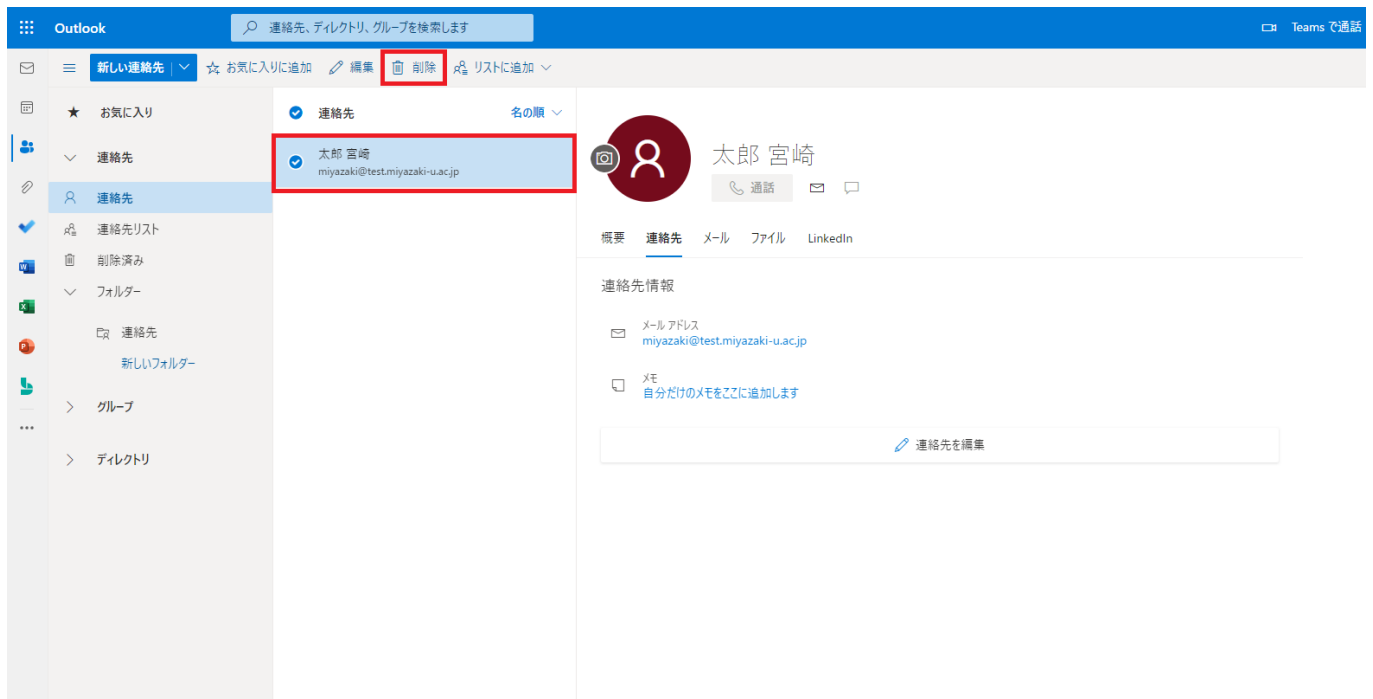 Outlook
連絡先、ディレクトリ、グループを検索します
Teams で通話
新しい連絡先
お気に入りに追加
編集
削除
リストに追加
お気に入り
連絡先
連絡先
連絡先リスト
削除済み
フォルダー
連絡先
新しいフォルダー
グループ
ディレクトリ
連絡先
名の順
太郎 宮崎
miyazaki@test.miyazaki-u.ac.jp
太郎 宮崎
通話
概要 連絡先 メール ファイル LinkedIn
連絡先情報
メール アドレス
miyazaki@test.miyazaki-u.ac.jp
メモ
自分だけのメモをここに追加します
連絡先を編集